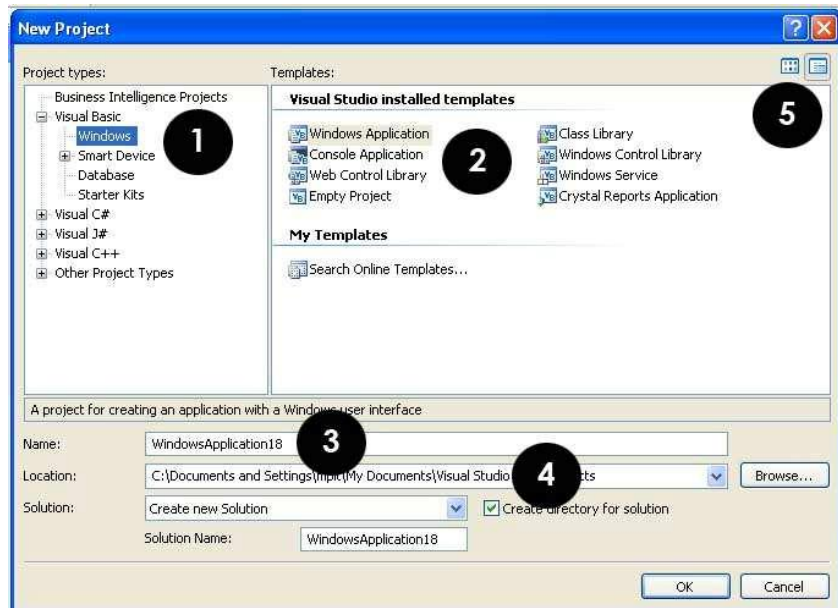 New Project
Project types:
Templates:
Business Intelligence Projects
Visual Basic
Windows
Smart Device
Database
Starter Kits
Visual C#
Visual J#
Visual C++
Other Project Types
1
Visual Studio installed templates
Windows Application
Console Application
Web Control Library
Empty Project
2
Class Library
Windows Control Library
Windows Service
Crystal Reports Application
5
My Templates
Search Online Templates...
A project for creating an application with a Windows user interface
Name:
WindowsApplication18
3
Location:
C:\Documents and Settings\mpit\My Documents\Visual Studio
4
Browse...
Solution:
Create new Solution
Create directory for solution
Solution Name:
WindowsApplication18
OK
Cancel